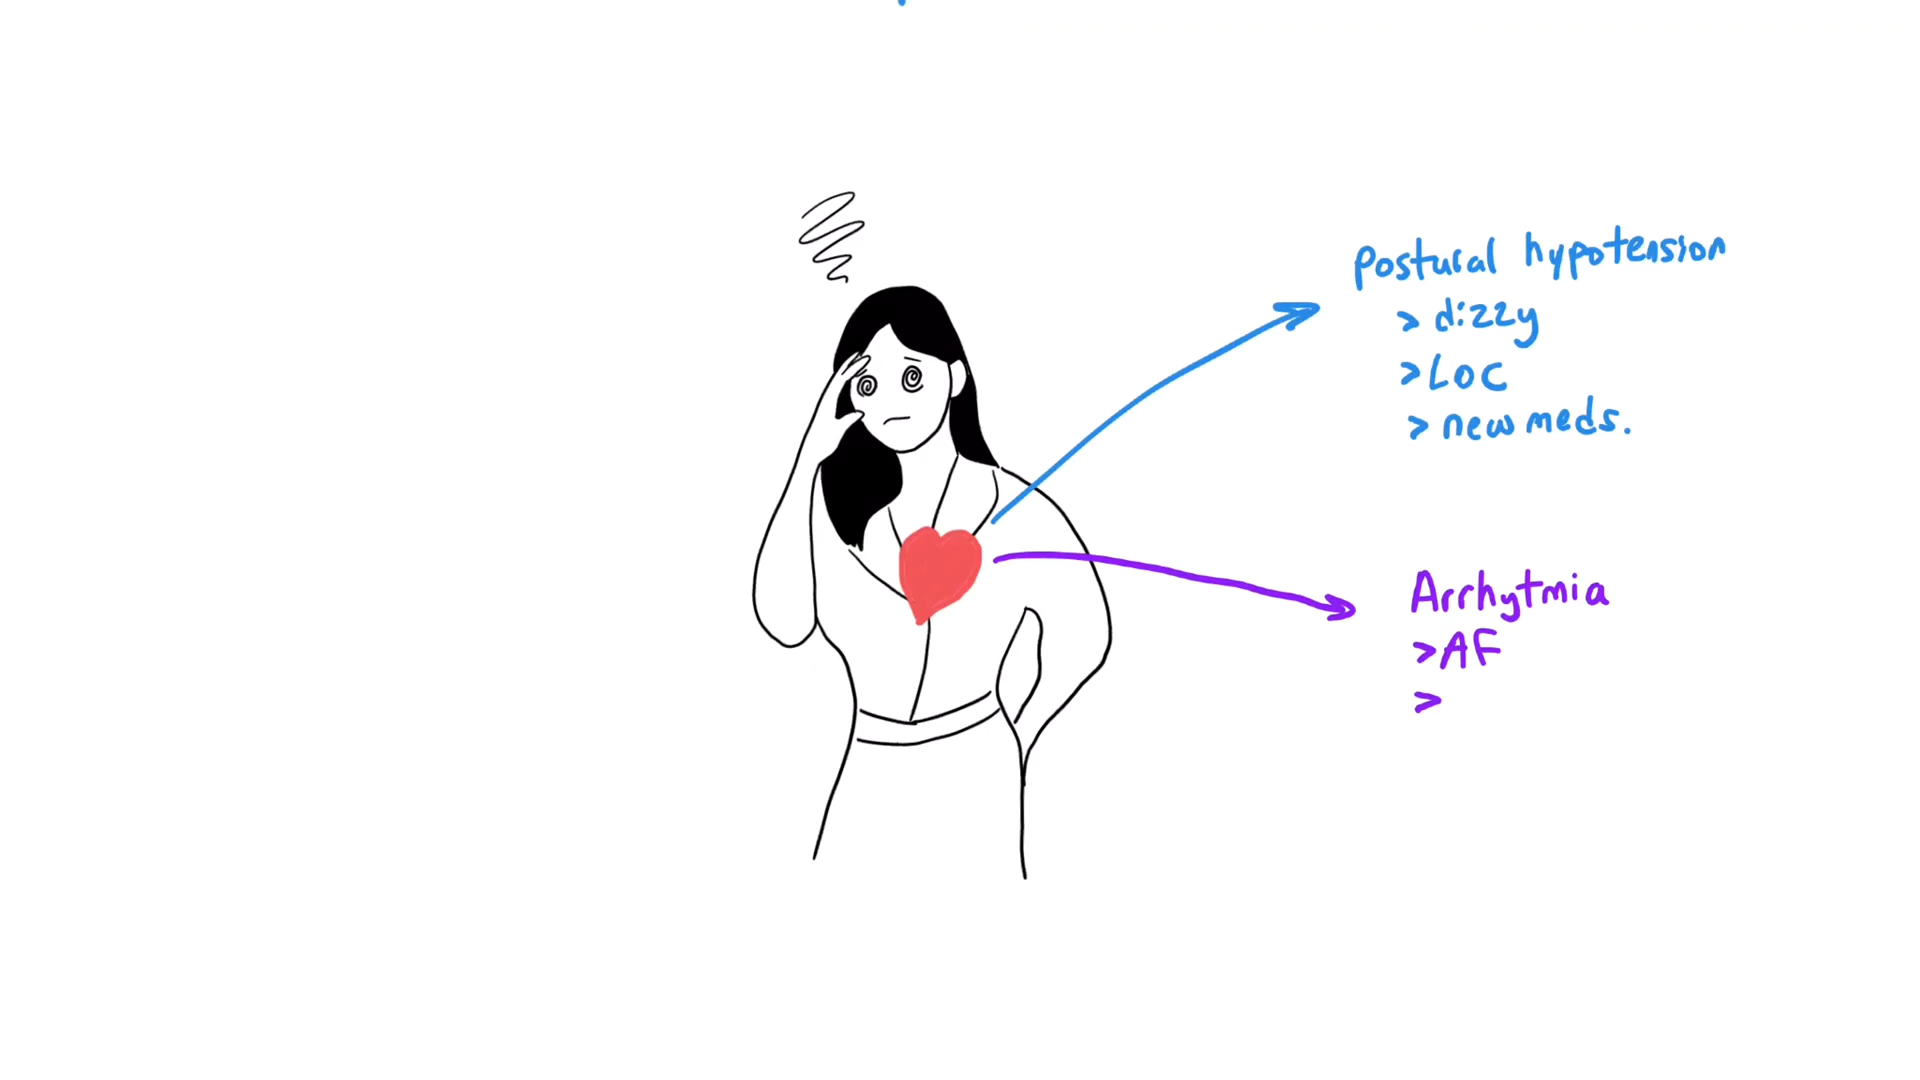 postural hypotension
> dizzy
> LOC
> new meds.
Arrhytmia
> AF
>